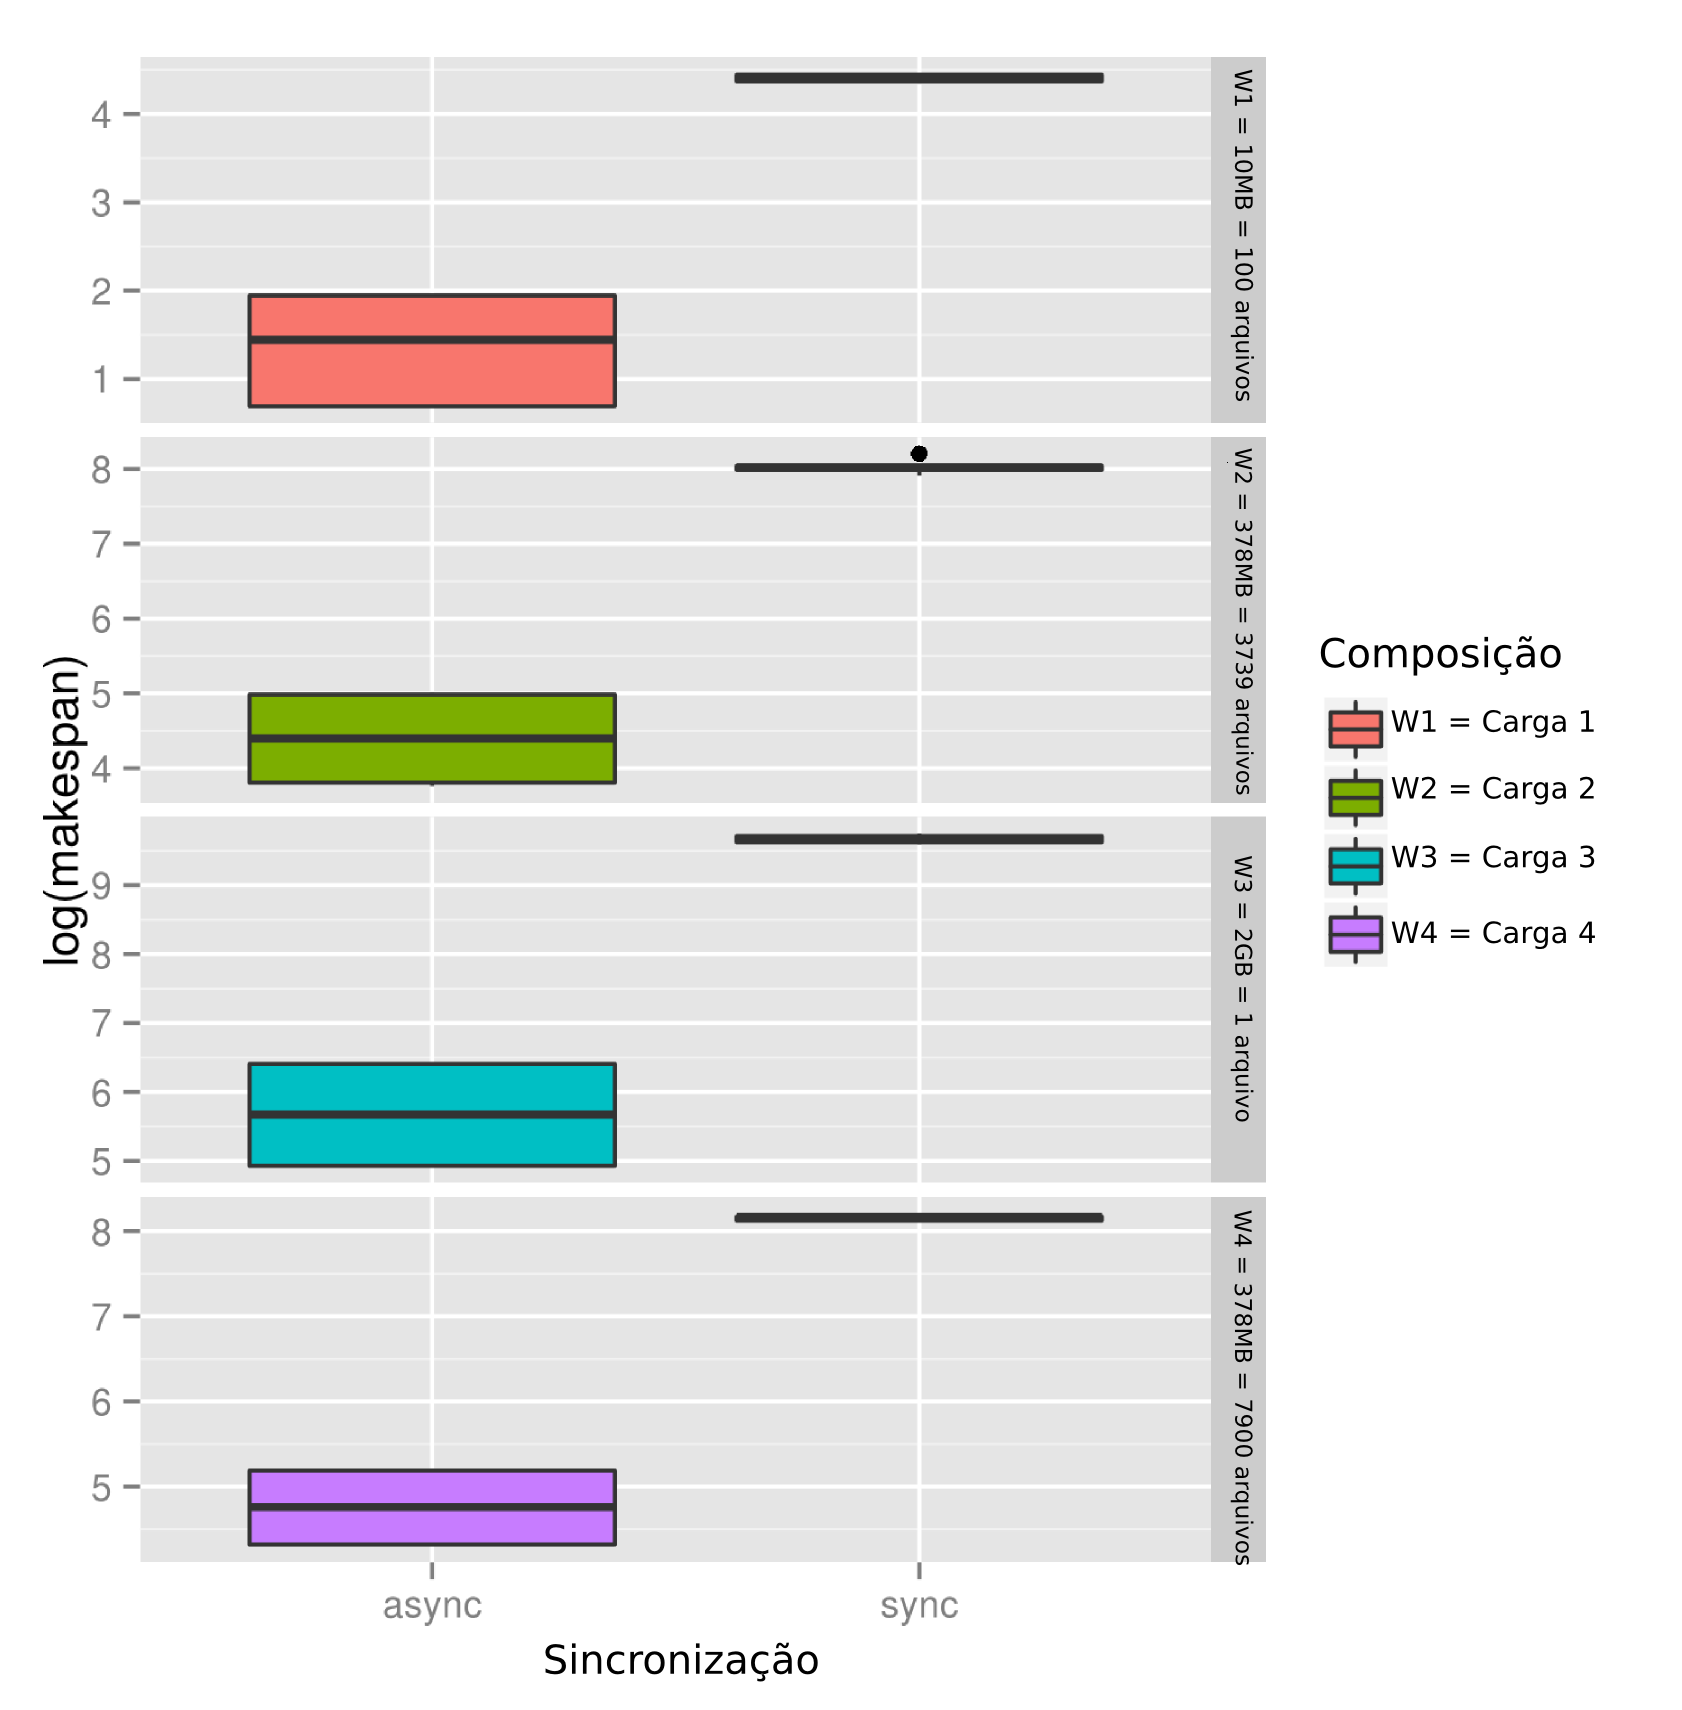 log(makespan)
4
3
2
1
W1 = 10MB = 100 arquivos
8
7
6
5
4
W2 = 378MB = 3739 arquivos
9
8
7
6
5
W3 = 2GB = 1 arquivo
8
7
6
5
W4 = 378MB = 7900 arquivos
async sync
Sincronização
Composição
W1 = Carga 1
W2 = Carga 2
W3 = Carga 3
W4 = Carga 4